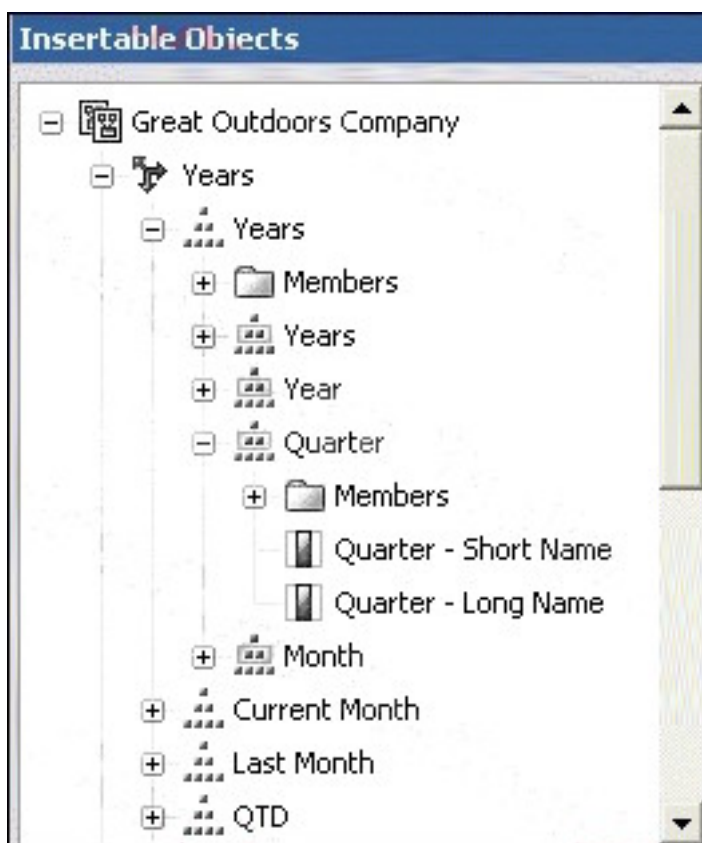 Insertable Objects
Great Outdoors Company
Years
Years
Members
Years
Year
Quarter
Members
Quarter - Short Name
Quarter - Long Name
Month
Current Month
Last Month
QTD